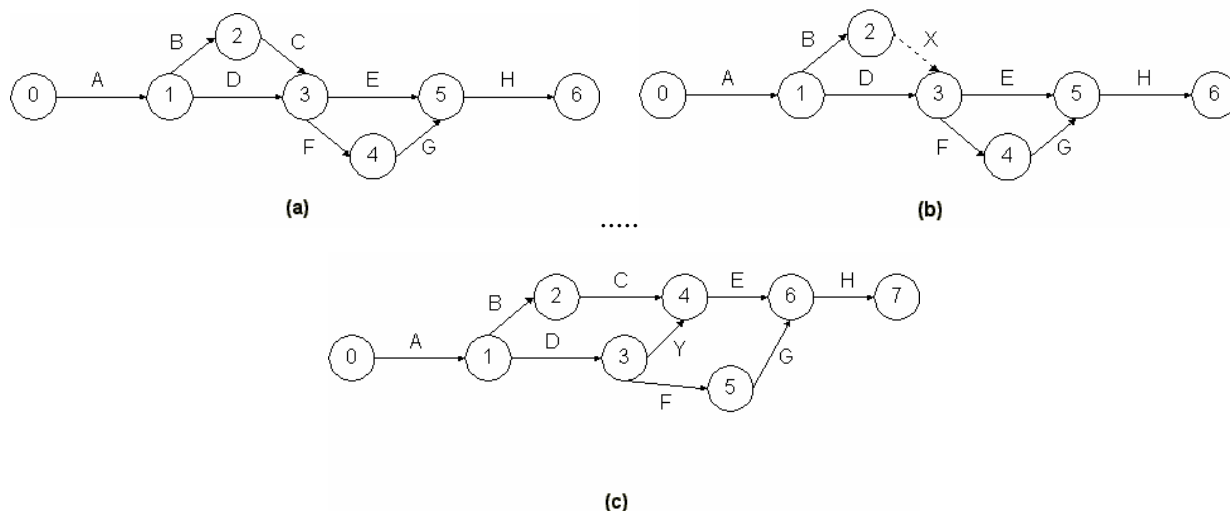 B 2 C
A D E H
0 1 3 5 6
F 4 G
(a)
B 2 X
A D E H
0 1 3 5 6
F 4 G
(b)
.....
B 2 C 4 E 6 H 7
A D Y G
0 1 3
F 5
(c)